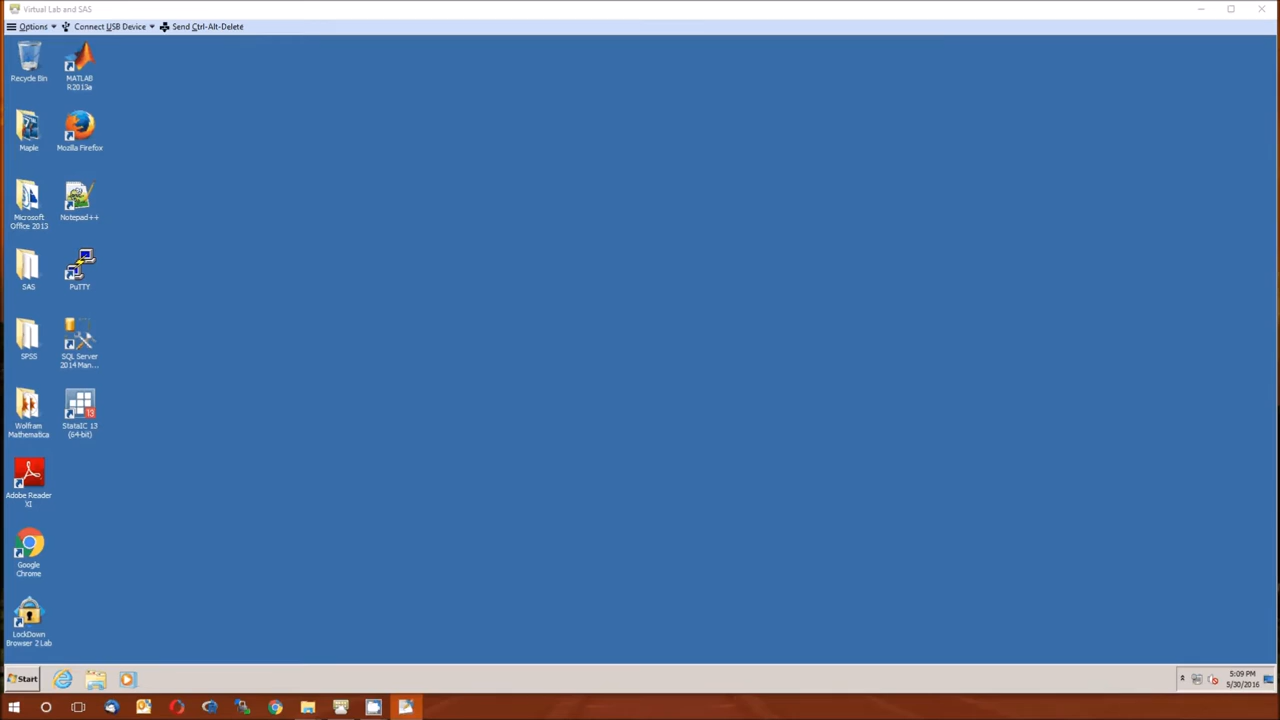 Virtual Lab and SAS
Options Connect USB Device Send Ctrl-Alt-Delete
Recycle Bin
MATLAB
R2013a
Maple
Mozilla Firefox
Microsoft
Office 2013
Notepad++
SAS
PuTTY
SPSS
SQL Server
2014 Man...
Wolfram
Mathematica
StataIC 13
(64-bit)
13
Adobe Reader
XI
Google
Chrome
LockDown
Browser 2 Lab
Start
5:09 PM
5/30/2016